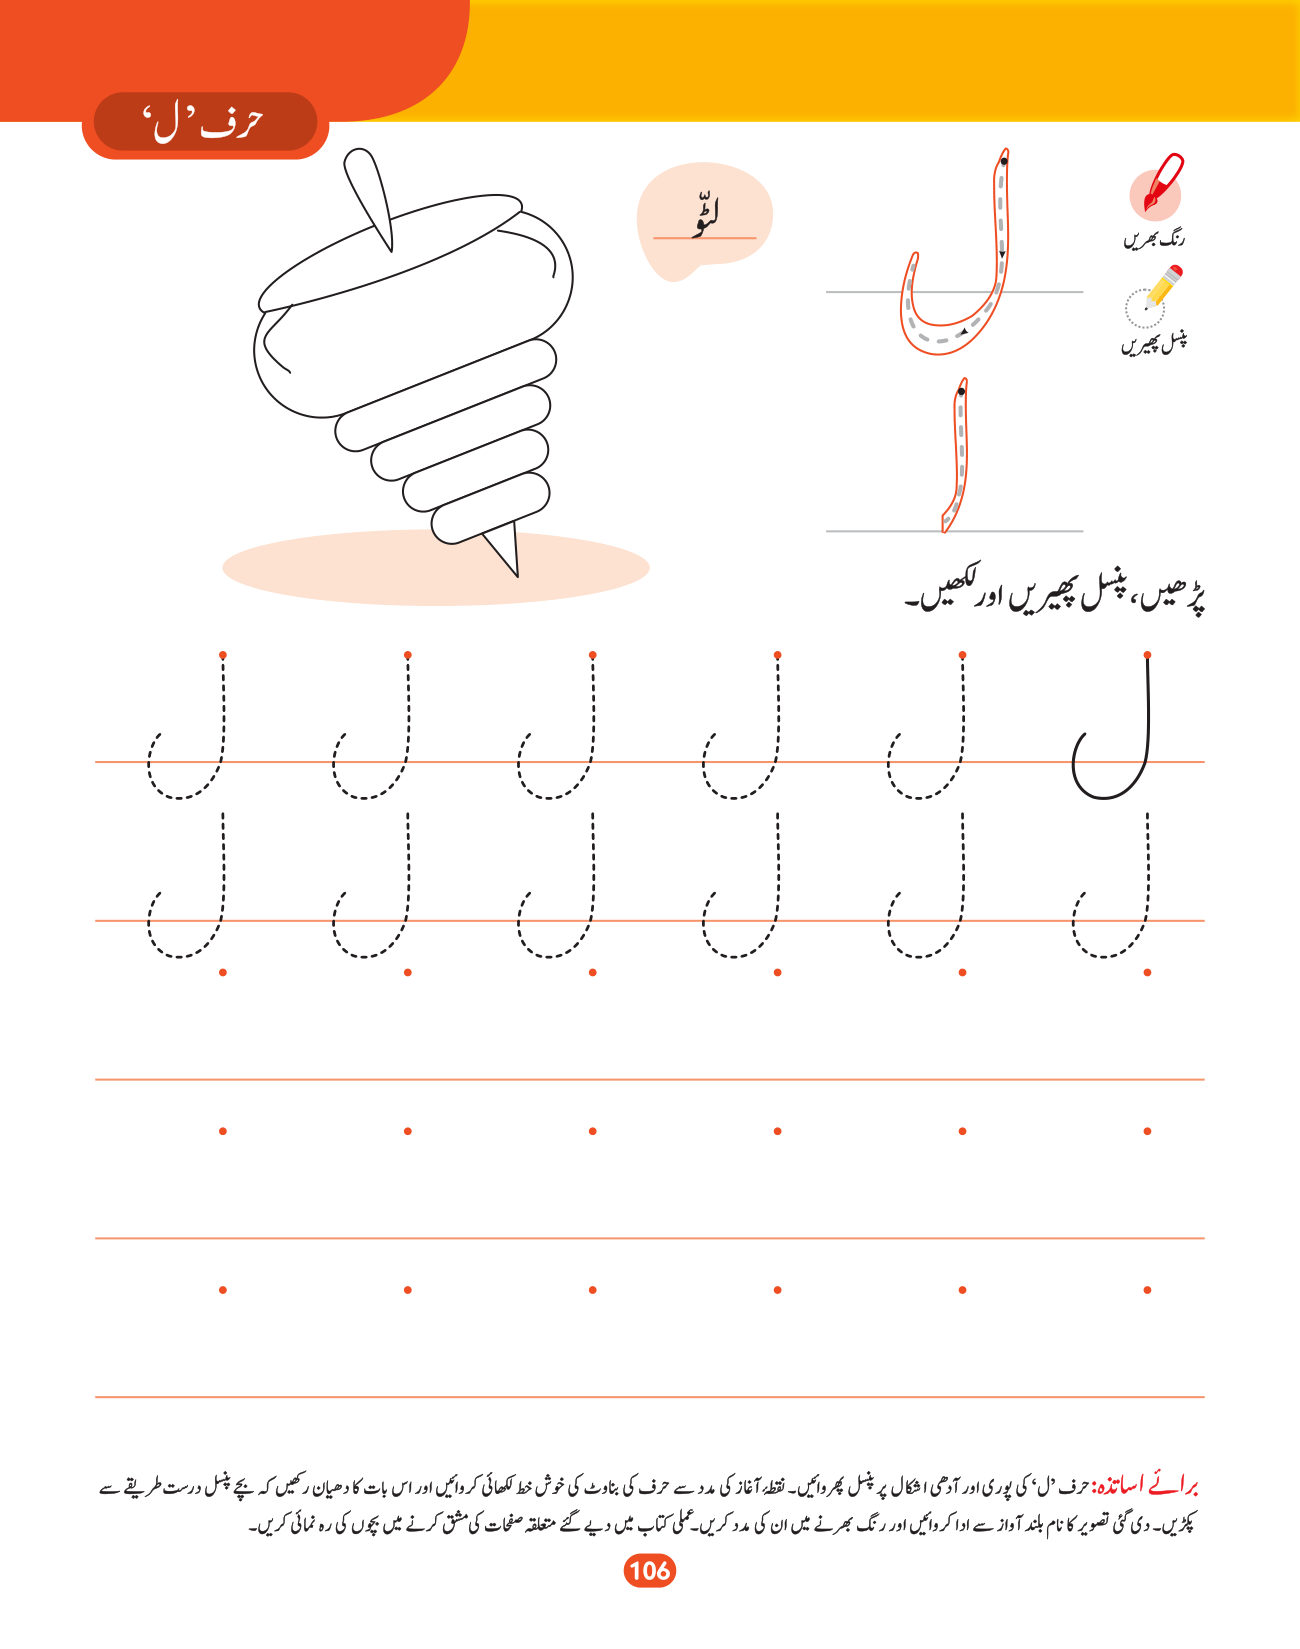 حرف ’ل‘
رنگ بھریں
پنسل پھیریں
لٹّو
ل
پڑھیں، پنسل پھیریں اور لکھیں۔
ل ل ل ل ل ل
ل ل ل ل ل ل
برائے اساتذہ: حرف ’ل‘ کی پوری اور آدھی اشکال پر پنسل پھروائیں۔ نقطۂ آغاز کی مدد سے حرف کی بناوٹ کی خوش خط لکھائی کروائیں اور اس بات کا دھیان رکھیں کہ بچے پنسل درست طریقے سے
پکڑیں۔ دی گئی تصویر کا نام بلند آواز سے ادا کروائیں اور رنگ بھرنے میں ان کی مدد کریں۔ عملی کتاب میں دیے گئے متعلقہ صفحات کی مشق کرنے میں بچّوں کی رہ نمائی کریں۔
106